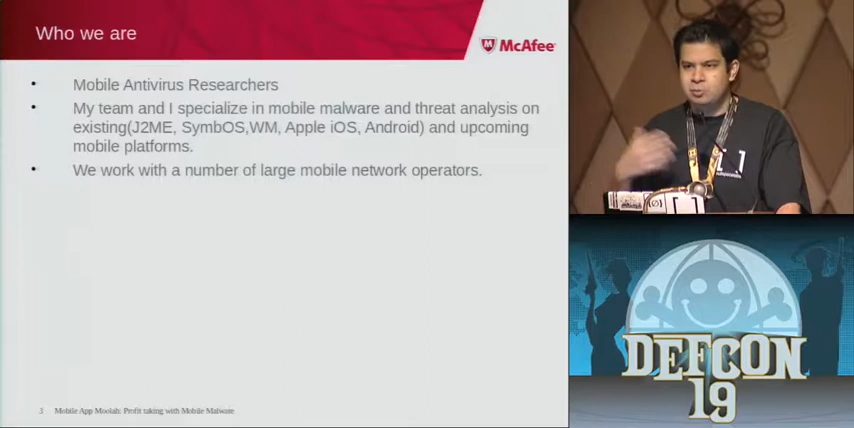 Who we are
McAfee
• Mobile Antivirus Researchers
• My team and I specialize in mobile malware and threat analysis on
existing(J2ME, SymbOS,WM, Apple iOS, Android) and upcoming
mobile platforms.
• We work with a number of large mobile network operators.
3 Mobile App Moolah: Profit taking with Mobile Malware
DEFCON
19